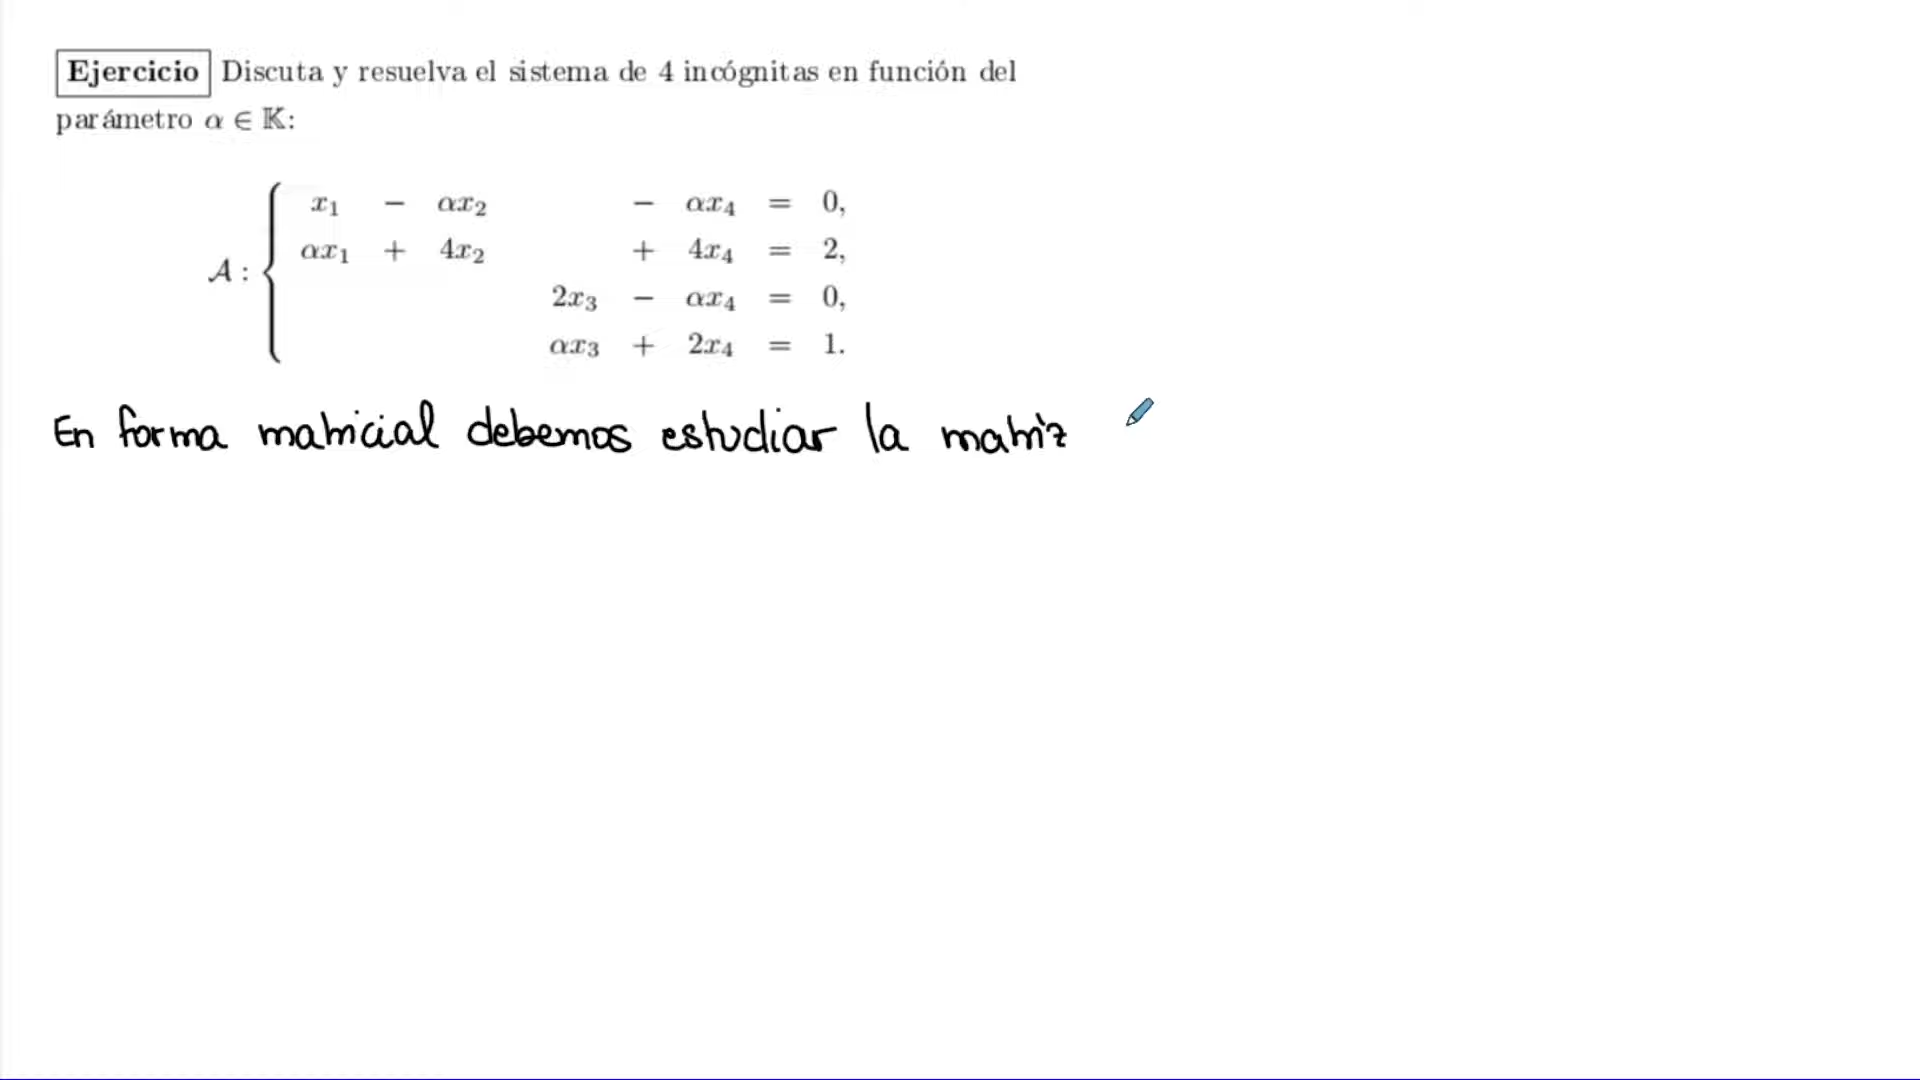 Ejercicio Discuta y resuelva el sistema de 4 incógnitas en función del
parámetro α ∈ 𝕂:
x₁ − αx₂ − αx₄ = 0,
αx₁ + 4x₂ + 4x₄ = 2,
𝒜 :
2x₃ − αx₄ = 0,
αx₃ + 2x₄ = 1.
En forma matricial debemos estudiar la matriz